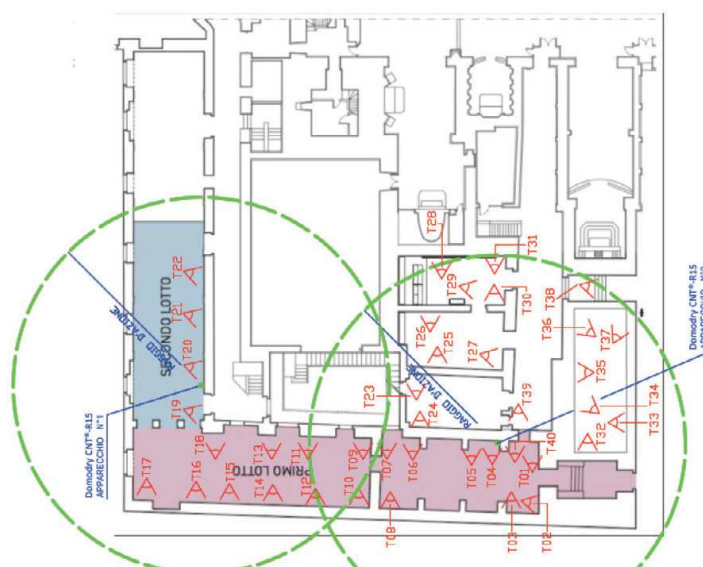 T28
T31
T29
T30
T38
T22
SECONDO LOTTO
T21
RAGGIO D'AZIONE
T20
T19
Domodry CNT®-R15
APPARECCHIO N°1
T26
T25
T27
RAGGIO D'AZIONE
T23
T24
T39
T36
T37
T35
T34
T33
T32
Domodry CNT®-R15
T17
T16
T18
T15
T13
T14
T11
PRIMO LOTTO
T12
T09
T10
T07
T06
T08
T05
T04
T40
T01
T03
T02